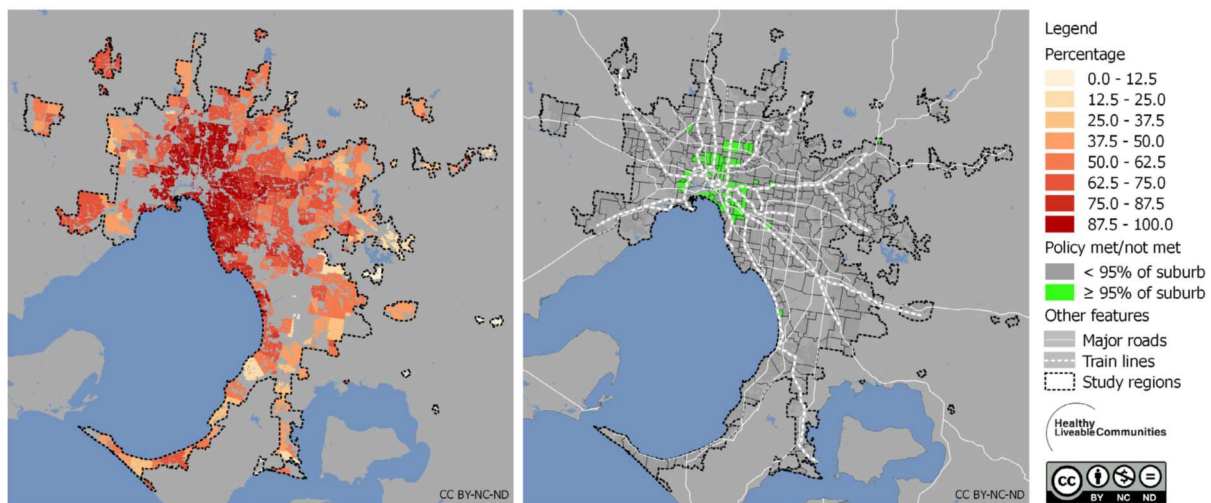 CC BY-NC-ND
CC BY-NC-ND
Legend
Percentage
0.0 - 12.5
12.5 - 25.0
25.0 - 37.5
37.5 - 50.0
50.0 - 62.5
62.5 - 75.0
75.0 - 87.5
87.5 - 100.0
Policy met/not met
< 95% of suburb
≥ 95% of suburb
Other features
Major roads
Train lines
Study regions
Healthy
LiveableCommunities
cc
BY NC ND